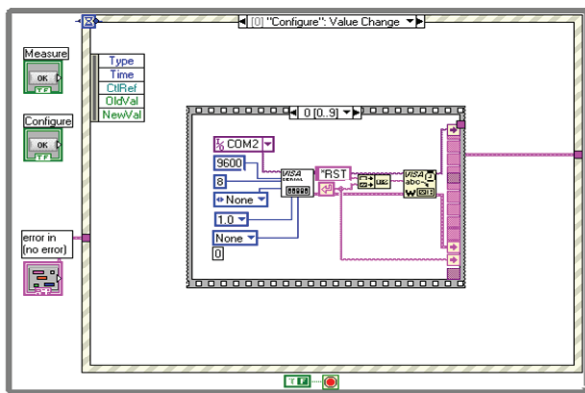 [0] "Configure": Value Change
Measure
OK
TF
Configure
OK
TF
error in
(no error)
Type
Time
CtlRef
OldVal
NewVal
0 [0..9]
COM2
9600
8
None
1.0
None
0
VISA
SERIAL
*RST
VISA
abc
W
T F